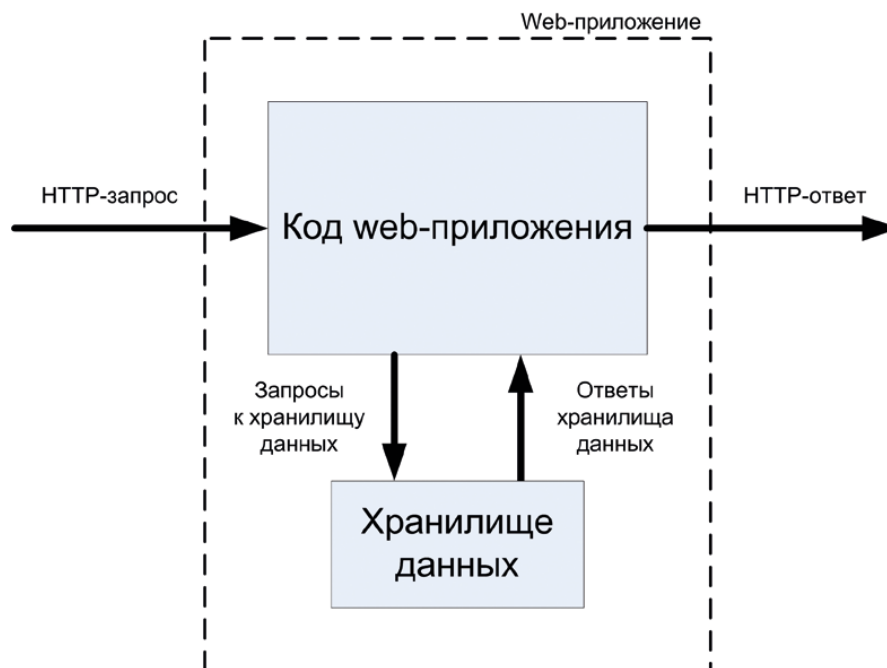 Web-приложение
HTTP-запрос
Код web-приложения
HTTP-ответ
Запросы
к хранилищу
данных
Ответы
хранилища
данных
Хранилище
данных